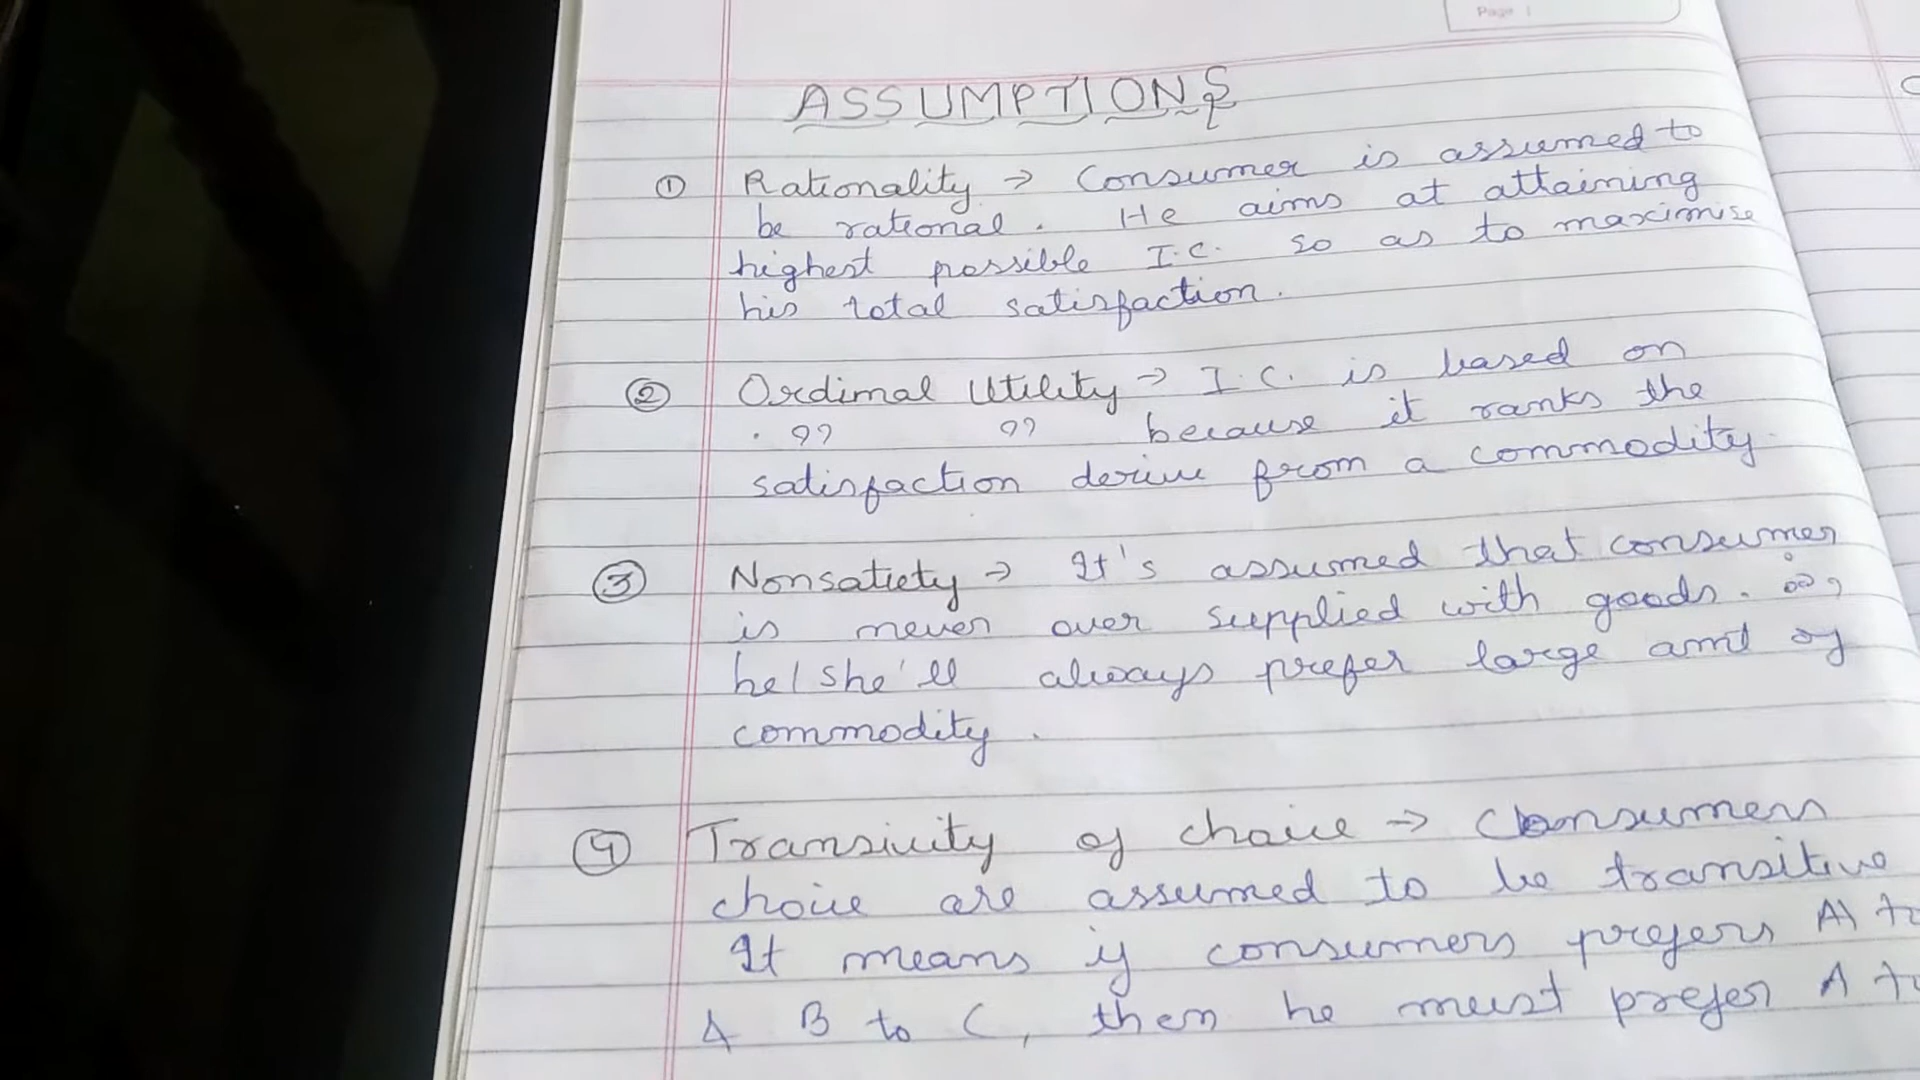 Page 1
ASSUMPTIONS
① Rationality → Consumer is assumed to
be rational. He aims at attaining
highest possible I.C. so as to maximise
his total satisfaction.
② Ordinal Utility → I.C. is based on
" " because it ranks the
satisfaction derive from a commodity.
③ Nonsatiety → It's assumed that consumer
is never over supplied with goods.
he/she'll always prefer large amt of
commodity.
④ Transivity of choice → Consumers
choice are assumed to be transitive
It means if consumers prefers A
& B to C, then he must prefer A